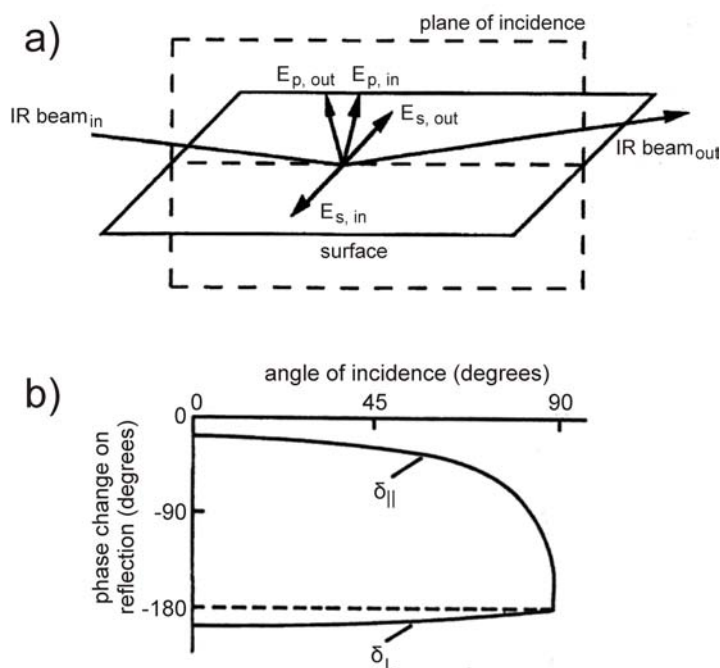 a)
plane of incidence
E_p, out E_p, in
E_s, out
IR beam_in
IR beam_out
E_s, in
surface
b)
angle of incidence (degrees)
0 45 90
0
-90
-180
phase change on
reflection (degrees)
δ_||
δ_⊥